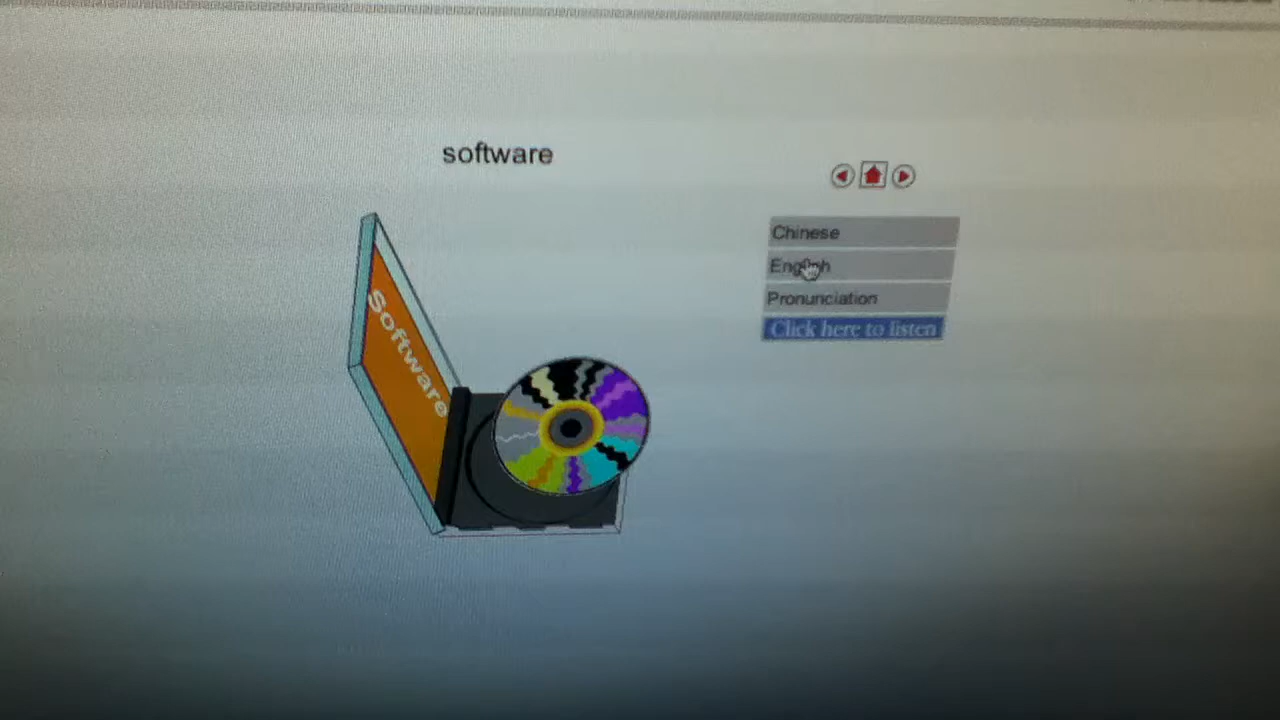 software
Chinese
English
Pronunciation
Click here to listen
Software